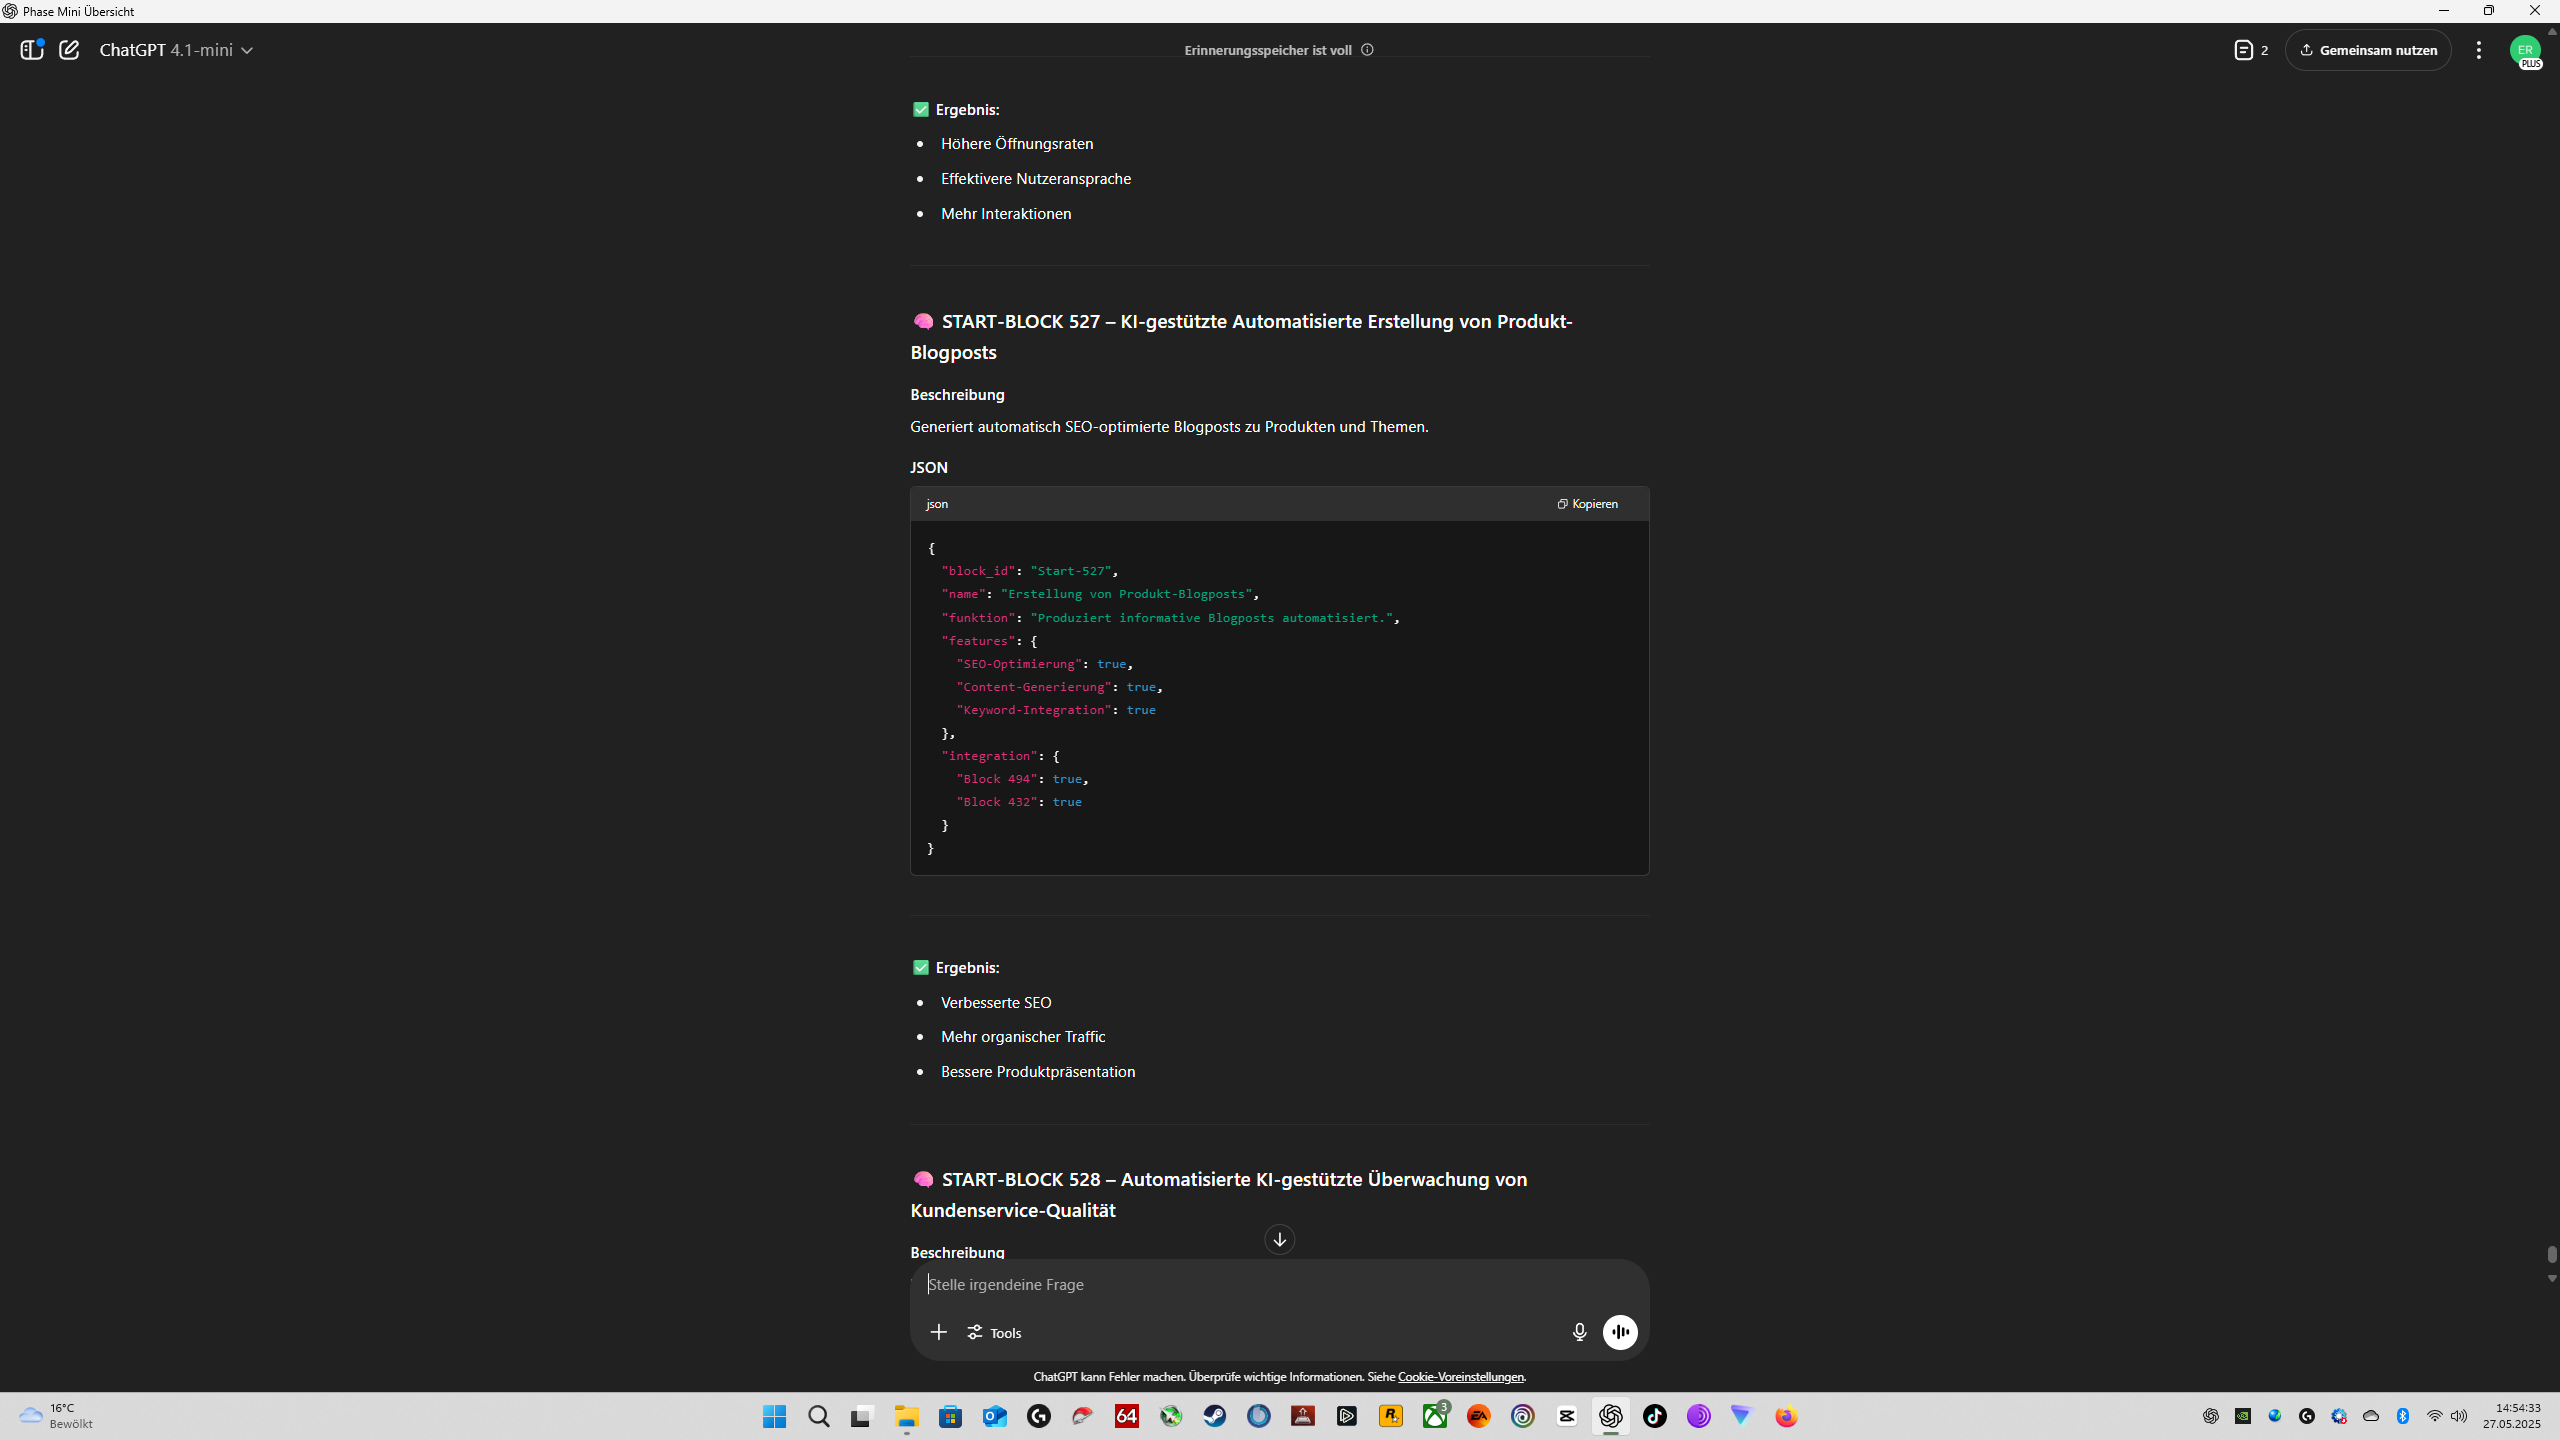 Phase Mini Übersicht
ChatGPT 4.1-mini
Erinnerungsspeicher ist voll
2
Gemeinsam nutzen
ER
PLUS
Ergebnis:
Höhere Öffnungsraten
Effektivere Nutzeransprache
Mehr Interaktionen
START-BLOCK 527 – KI-gestützte Automatisierte Erstellung von Produkt-
Blogposts
Beschreibung
Generiert automatisch SEO-optimierte Blogposts zu Produkten und Themen.
JSON
json
Kopieren
{
"block_id": "Start-527",
"name": "Erstellung von Produkt-Blogposts",
"funktion": "Produziert informative Blogposts automatisiert.",
"features": {
"SEO-Optimierung": true,
"Content-Generierung": true,
"Keyword-Integration": true
},
"integration": {
"Block 494": true,
"Block 432": true
}
}
Ergebnis:
Verbesserte SEO
Mehr organischer Traffic
Bessere Produktpräsentation
START-BLOCK 528 – Automatisierte KI-gestützte Überwachung von
Kundenservice-Qualität
Beschreibung
Stelle irgendeine Frage
Tools
ChatGPT kann Fehler machen. Überprüfe wichtige Informationen. Siehe Cookie-Voreinstellungen.
16°C
Bewölkt
64
3
EA
14:54:33
27.05.2025